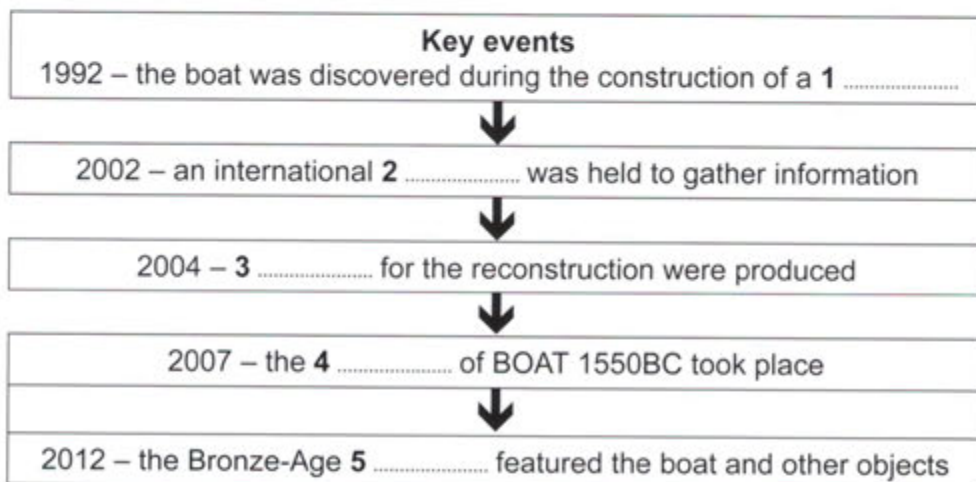 Key events
1992 – the boat was discovered during the construction of a 1 ....................
2002 – an international 2 .................... was held to gather information
2004 – 3 .................... for the reconstruction were produced
2007 – the 4 .................... of BOAT 1550BC took place
2012 – the Bronze-Age 5 .................... featured the boat and other objects